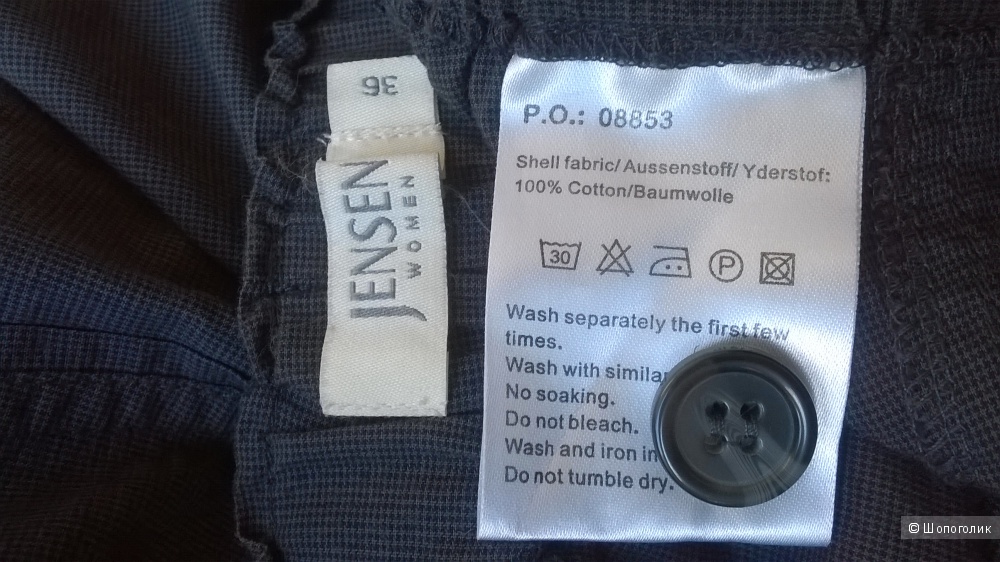 36
JENSEN
WOMEN
P.O.: 08853
Shell fabric/Aussenstoff/Yderstof:
100% Cotton/Baumwolle
30
P
Wash separately the first few
times.
Wash with similar
No soaking.
Do not bleach.
Wash and iron in
Do not tumble dry.
© Шопоголик